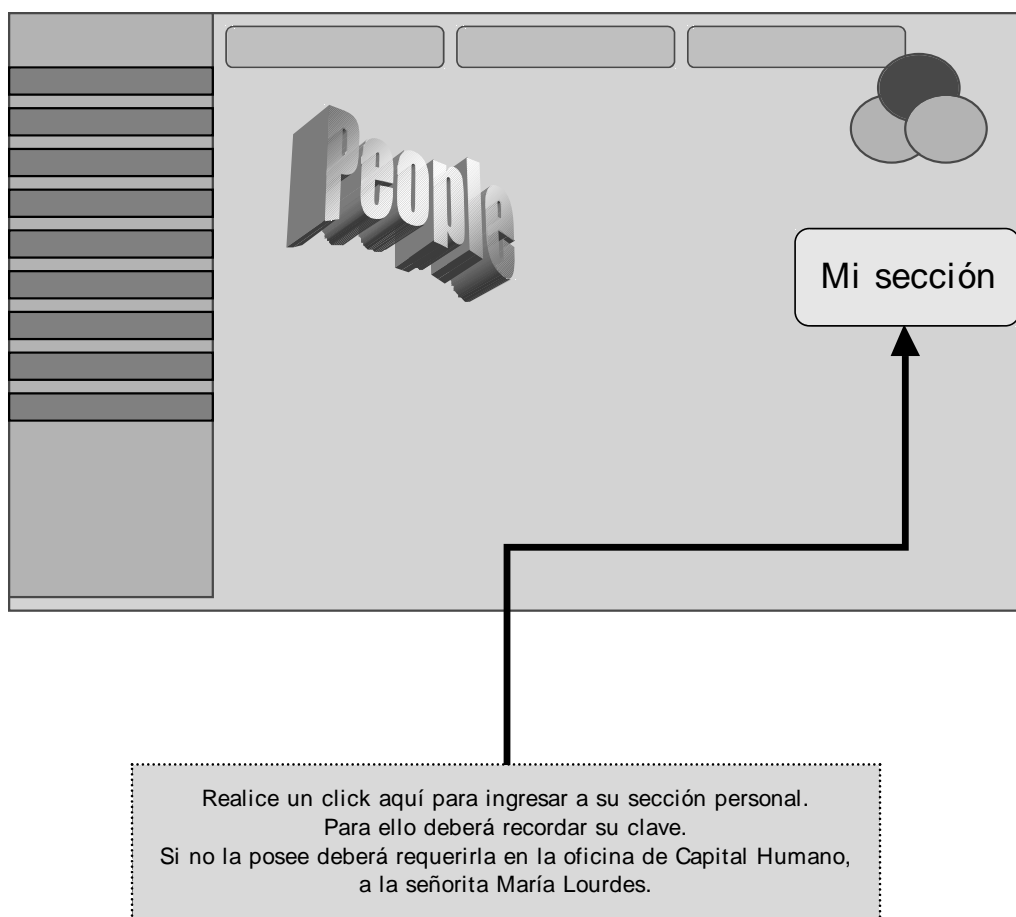 People
Mi sección
Realice un click aquí para ingresar a su sección personal.
Para ello deberá recordar su clave.
Si no la posee deberá requerirla en la oficina de Capital Humano,
a la señorita María Lourdes.